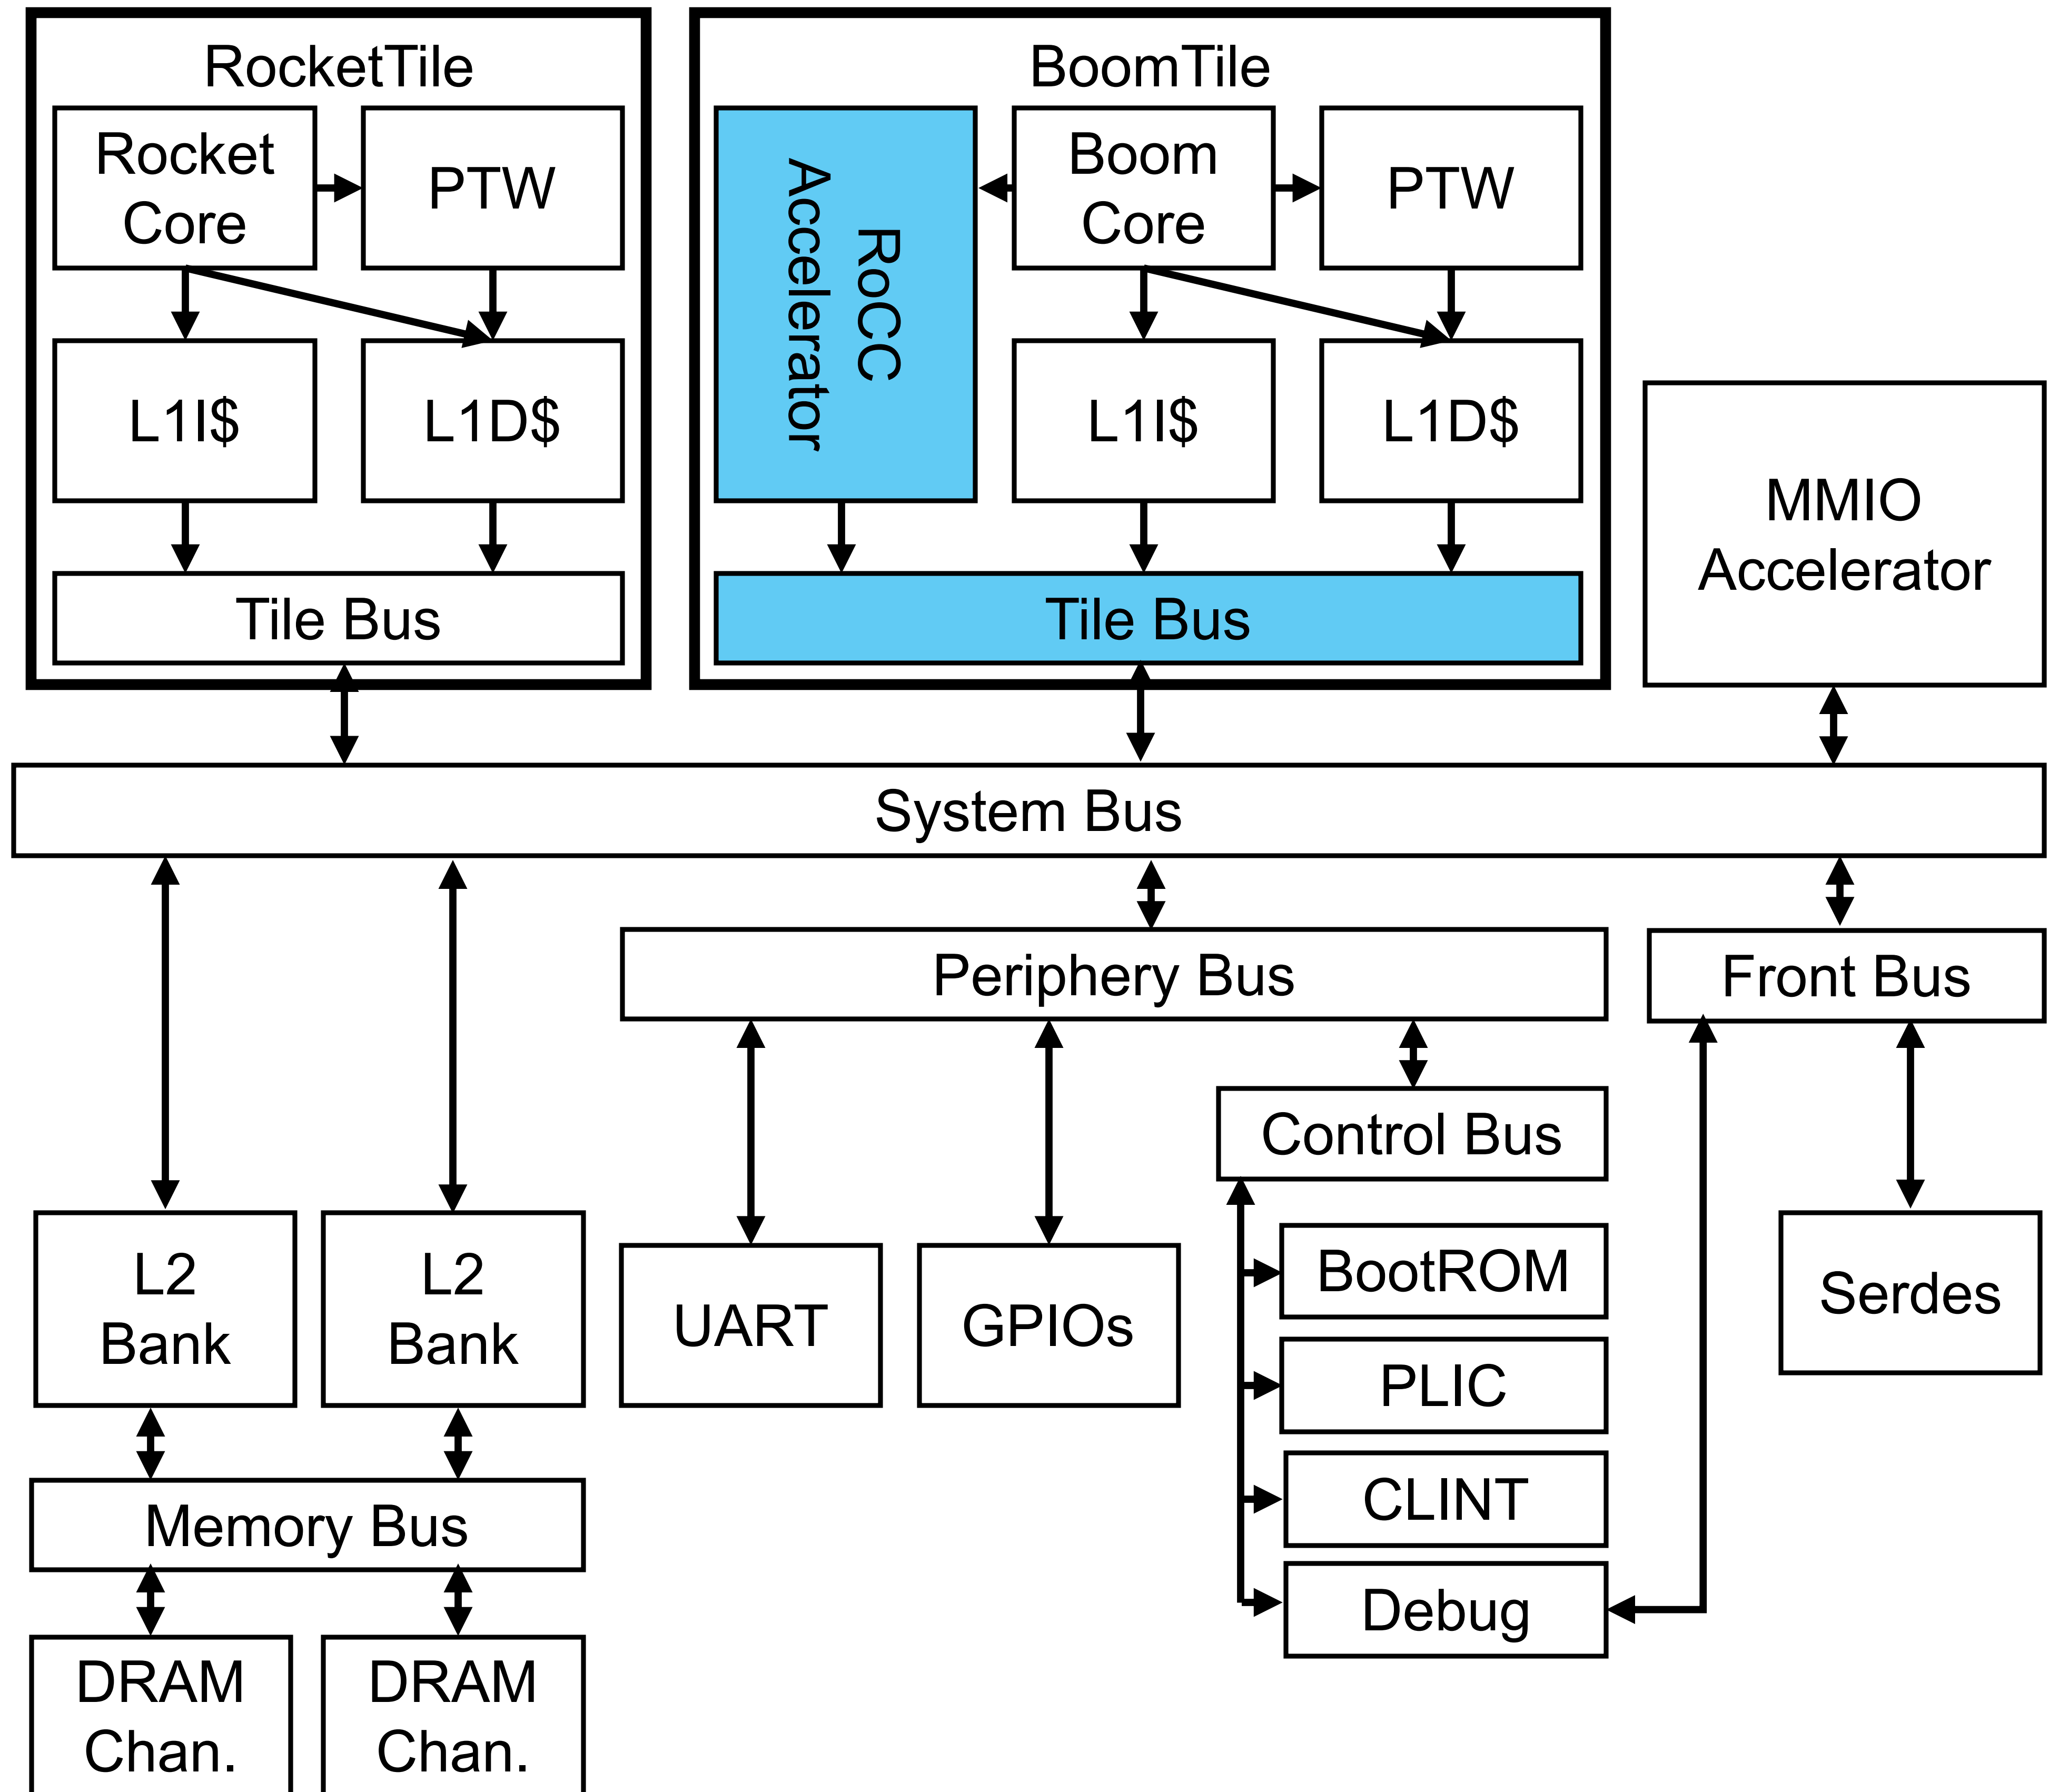 RocketTile
Rocket
Core
PTW
L1I$
L1D$
Tile Bus
BoomTile
RoCC
Accelerator
Boom
Core
PTW
L1I$
L1D$
Tile Bus
MMIO
Accelerator
System Bus
Periphery Bus
Front Bus
Control Bus
L2
Bank
L2
Bank
UART
GPIOs
BootROM
PLIC
CLINT
Debug
Serdes
Memory Bus
DRAM
Chan.
DRAM
Chan.